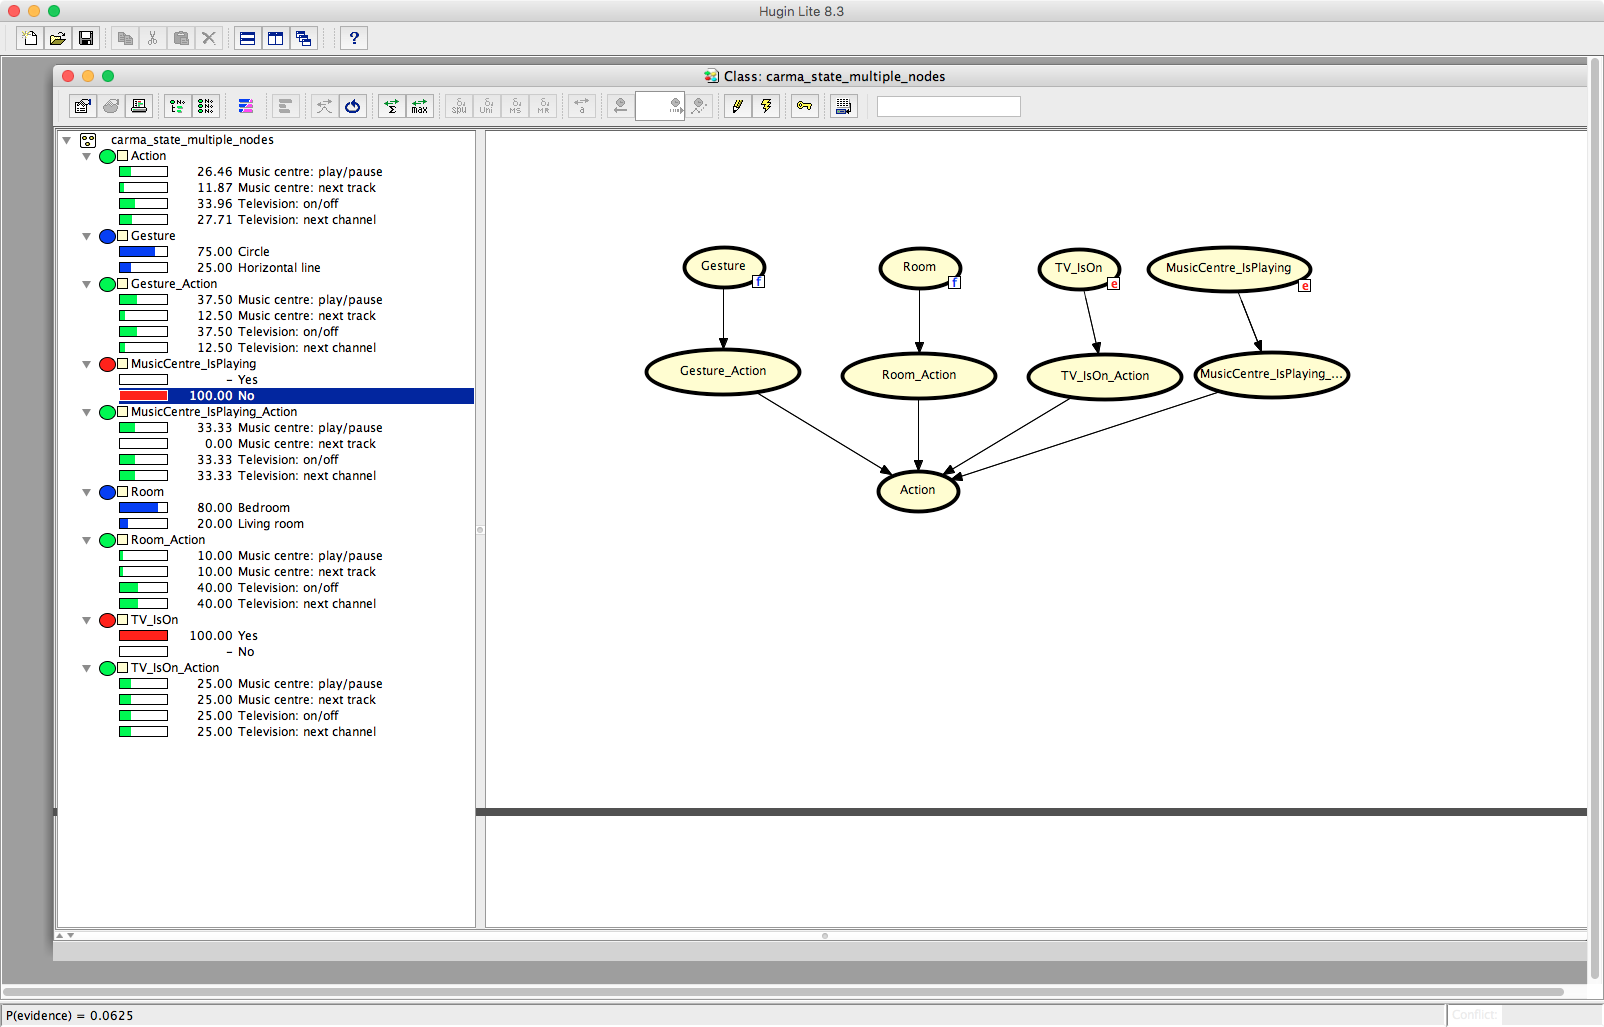 Hugin Lite 8.3
?
Class: carma_state_multiple_nodes
carma_state_multiple_nodes
Action
26.46 Music centre: play/pause
11.87 Music centre: next track
33.96 Television: on/off
27.71 Television: next channel
Gesture
75.00 Circle
25.00 Horizontal line
Gesture_Action
37.50 Music centre: play/pause
12.50 Music centre: next track
37.50 Television: on/off
12.50 Television: next channel
MusicCentre_IsPlaying
– Yes
100.00 No
MusicCentre_IsPlaying_Action
33.33 Music centre: play/pause
0.00 Music centre: next track
33.33 Television: on/off
33.33 Television: next channel
Room
80.00 Bedroom
20.00 Living room
Room_Action
10.00 Music centre: play/pause
10.00 Music centre: next track
40.00 Television: on/off
40.00 Television: next channel
TV_IsOn
100.00 Yes
– No
TV_IsOn_Action
25.00 Music centre: play/pause
25.00 Music centre: next track
25.00 Television: on/off
25.00 Television: next channel
Gesture
f
Room
f
TV_IsOn
e
MusicCentre_IsPlaying
e
Gesture_Action
Room_Action
TV_IsOn_Action
MusicCentre_IsPlaying_...
Action
P(evidence) = 0.0625
Conflict: